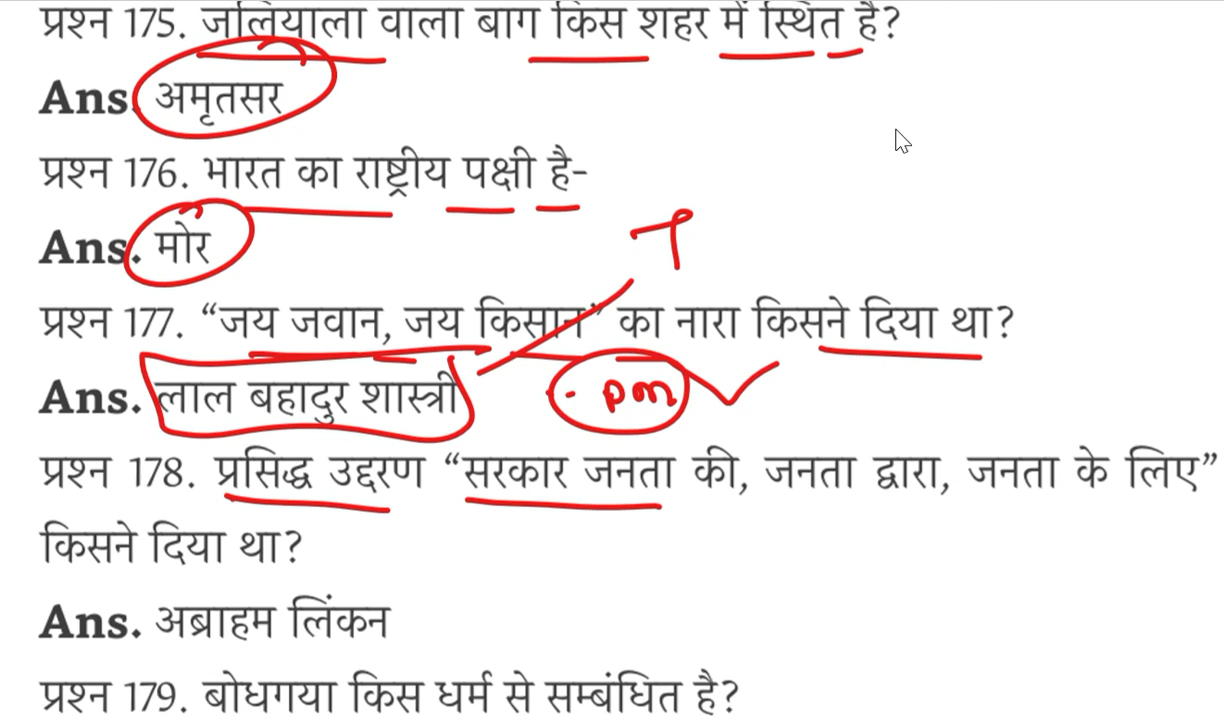 प्रश्न 175. जलियाला वाला बाग किस शहर में स्थित है?
Ans. अमृतसर
प्रश्न 176. भारत का राष्ट्रीय पक्षी है-
Ans. मोर
प्रश्न 177. “जय जवान, जय किसान” का नारा किसने दिया था?
Ans. लाल बहादुर शास्त्री pm
प्रश्न 178. प्रसिद्ध उद्दरण “सरकार जनता की, जनता द्वारा, जनता के लिए”
किसने दिया था?
Ans. अब्राहम लिंकन
प्रश्न 179. बोधगया किस धर्म से सम्बंधित है?